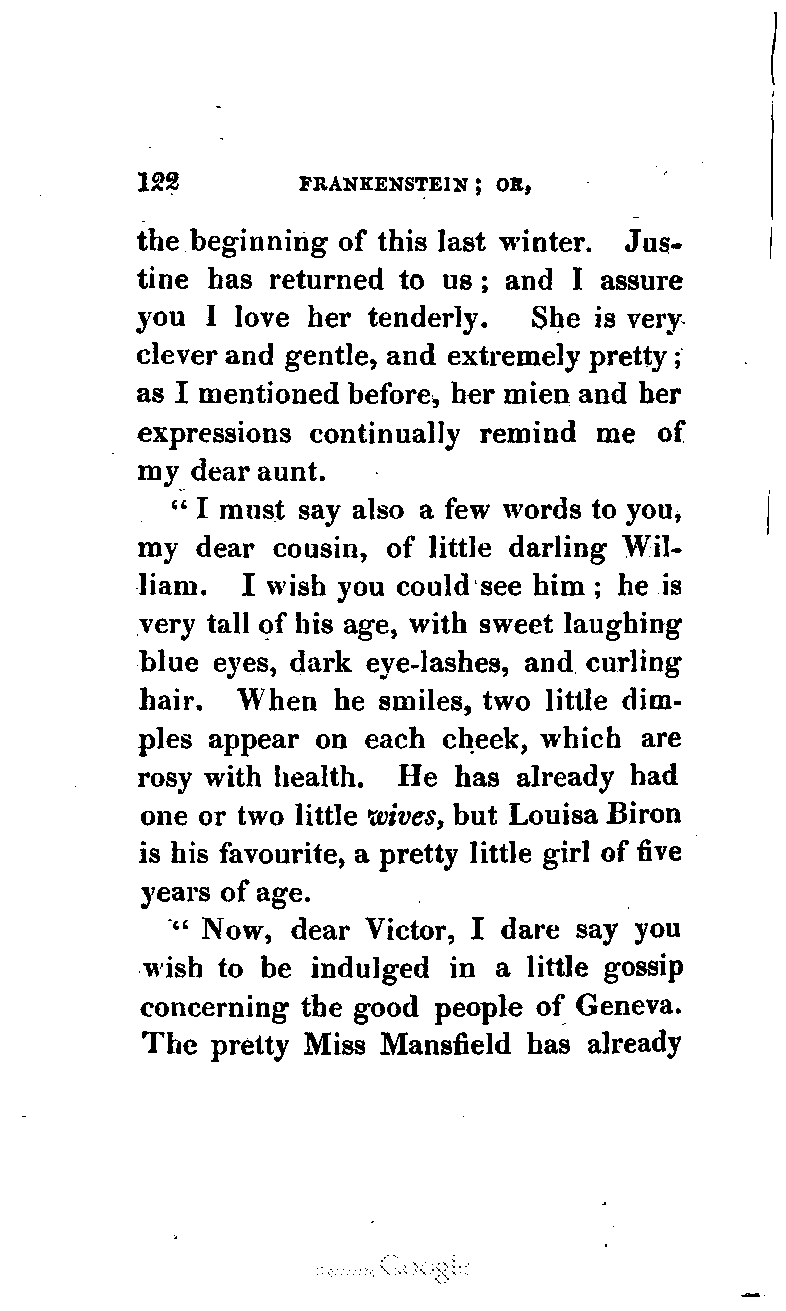 122 FRANKENSTEIN; OR,
the beginning of this last winter. Jus-
tine has returned to us; and I assure
you I love her tenderly. She is very
clever and gentle, and extremely pretty;
as I mentioned before, her mien and her
expressions continually remind me of
my dear aunt.
“ I must say also a few words to you,
my dear cousin, of little darling Wil-
liam. I wish you could see him; he is
very tall of his age, with sweet laughing
blue eyes, dark eye-lashes, and curling
hair. When he smiles, two little dim-
ples appear on each cheek, which are
rosy with health. He has already had
one or two little wives, but Louisa Biron
is his favourite, a pretty little girl of five
years of age.
“ Now, dear Victor, I dare say you
wish to be indulged in a little gossip
concerning the good people of Geneva.
The pretty Miss Mansfield has already
Google